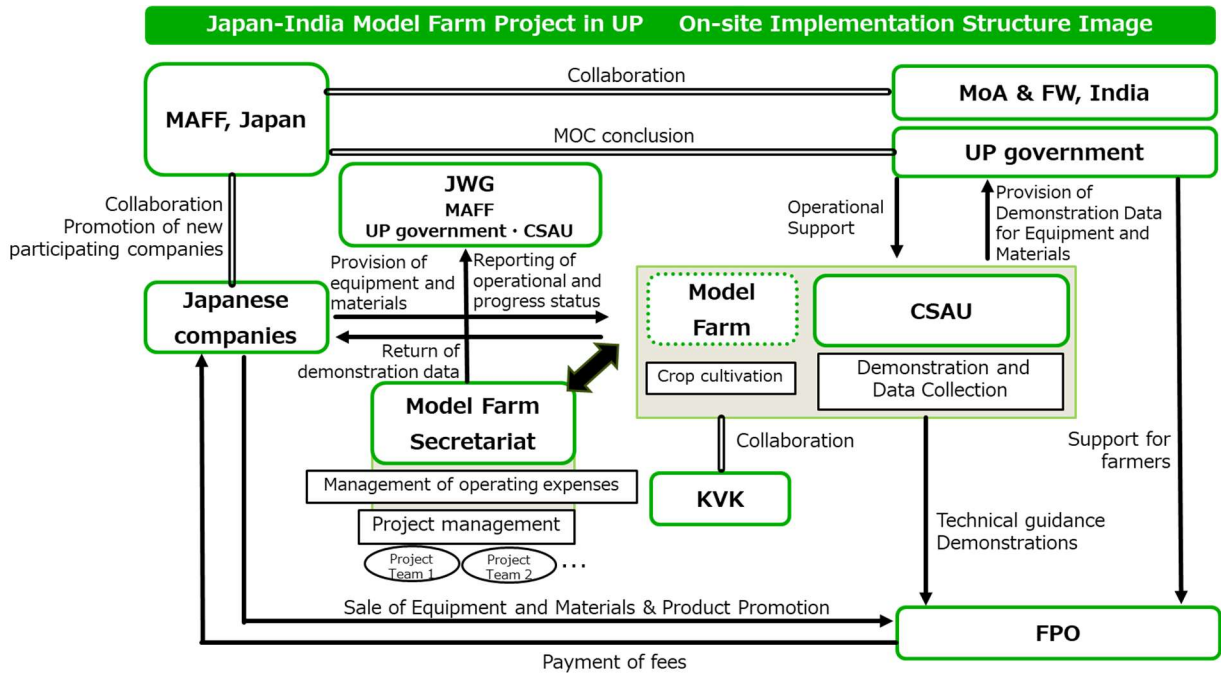 Japan-India Model Farm Project in UP On-site Implementation Structure Image
Collaboration
MAFF, Japan
MoA & FW, India
MOC conclusion
UP government
JWG
MAFF
UP government・CSAU
Collaboration
Promotion of new
participating companies
Operational
Support
Provision of
Demonstration Data
for Equipment and
Materials
Provision of
equipment and
materials
Reporting of
operational and
progress status
Japanese
companies
Model
Farm
CSAU
Return of
demonstration data
Crop cultivation
Demonstration and
Data Collection
Model Farm
Secretariat
Collaboration
Support for
farmers
Management of operating expenses
KVK
Project management
Technical guidance
Demonstrations
Project
Team 1
Project
Team 2
...
Sale of Equipment and Materials & Product Promotion
FPO
Payment of fees